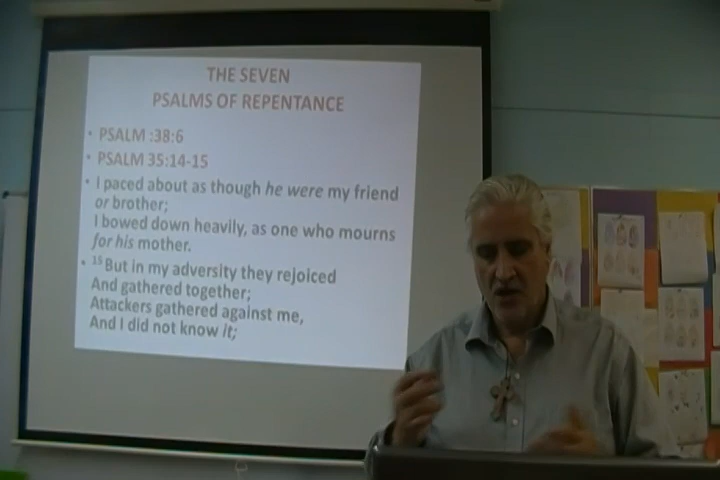 THE SEVEN
PSALMS OF REPENTANCE
• PSALM :38:6
• PSALM 35:14-15
• I paced about as though he were my friend
or brother;
I bowed down heavily, as one who mourns
for his mother.
• 15 But in my adversity they rejoiced
And gathered together;
Attackers gathered against me,
And I did not know it;